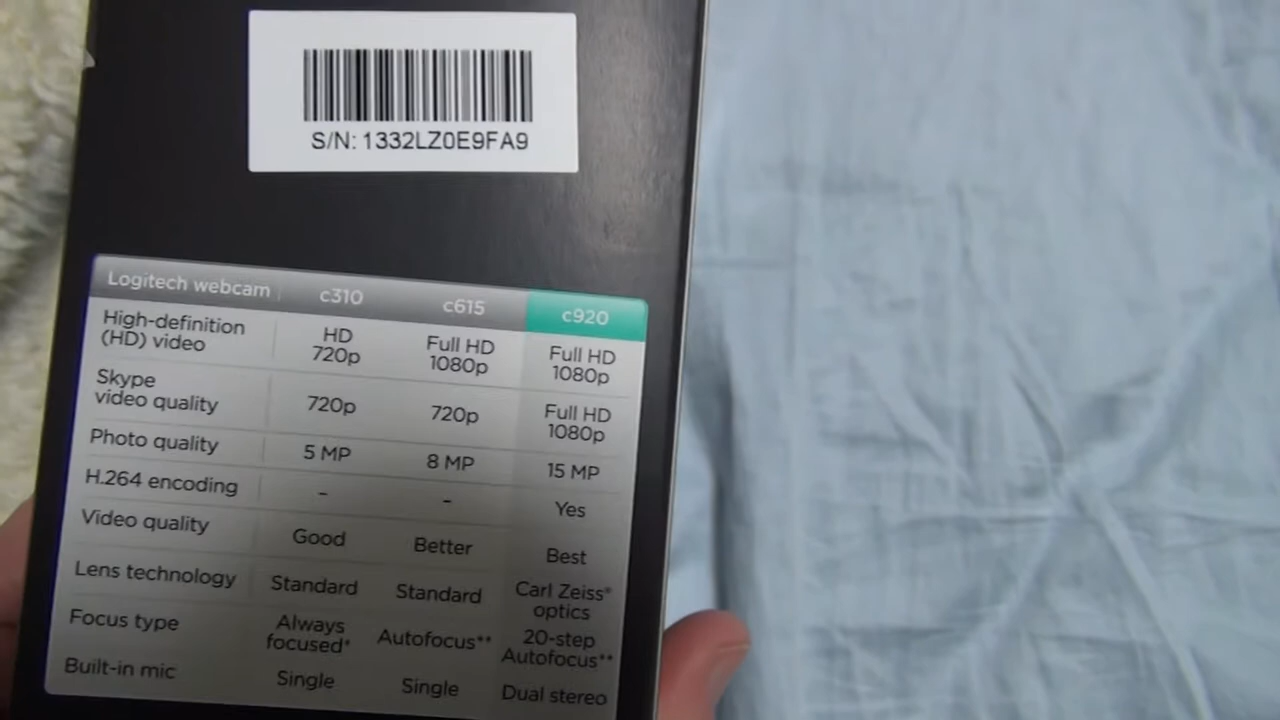 S/N: 1332LZ0E9FA9
Logitech webcam c310 c615 c920
High-definition
(HD) video
HD
720p
Full HD
1080p
Full HD
1080p
Skype
video quality
720p
720p
Full HD
1080p
Photo quality 5 MP 8 MP 15 MP
H.264 encoding - - Yes
Video quality Good Better Best
Lens technology Standard Standard
Carl Zeiss*
optics
Focus type
Always
focused*
Autofocus**
20-step
Autofocus**
Built-in mic Single Single Dual stereo